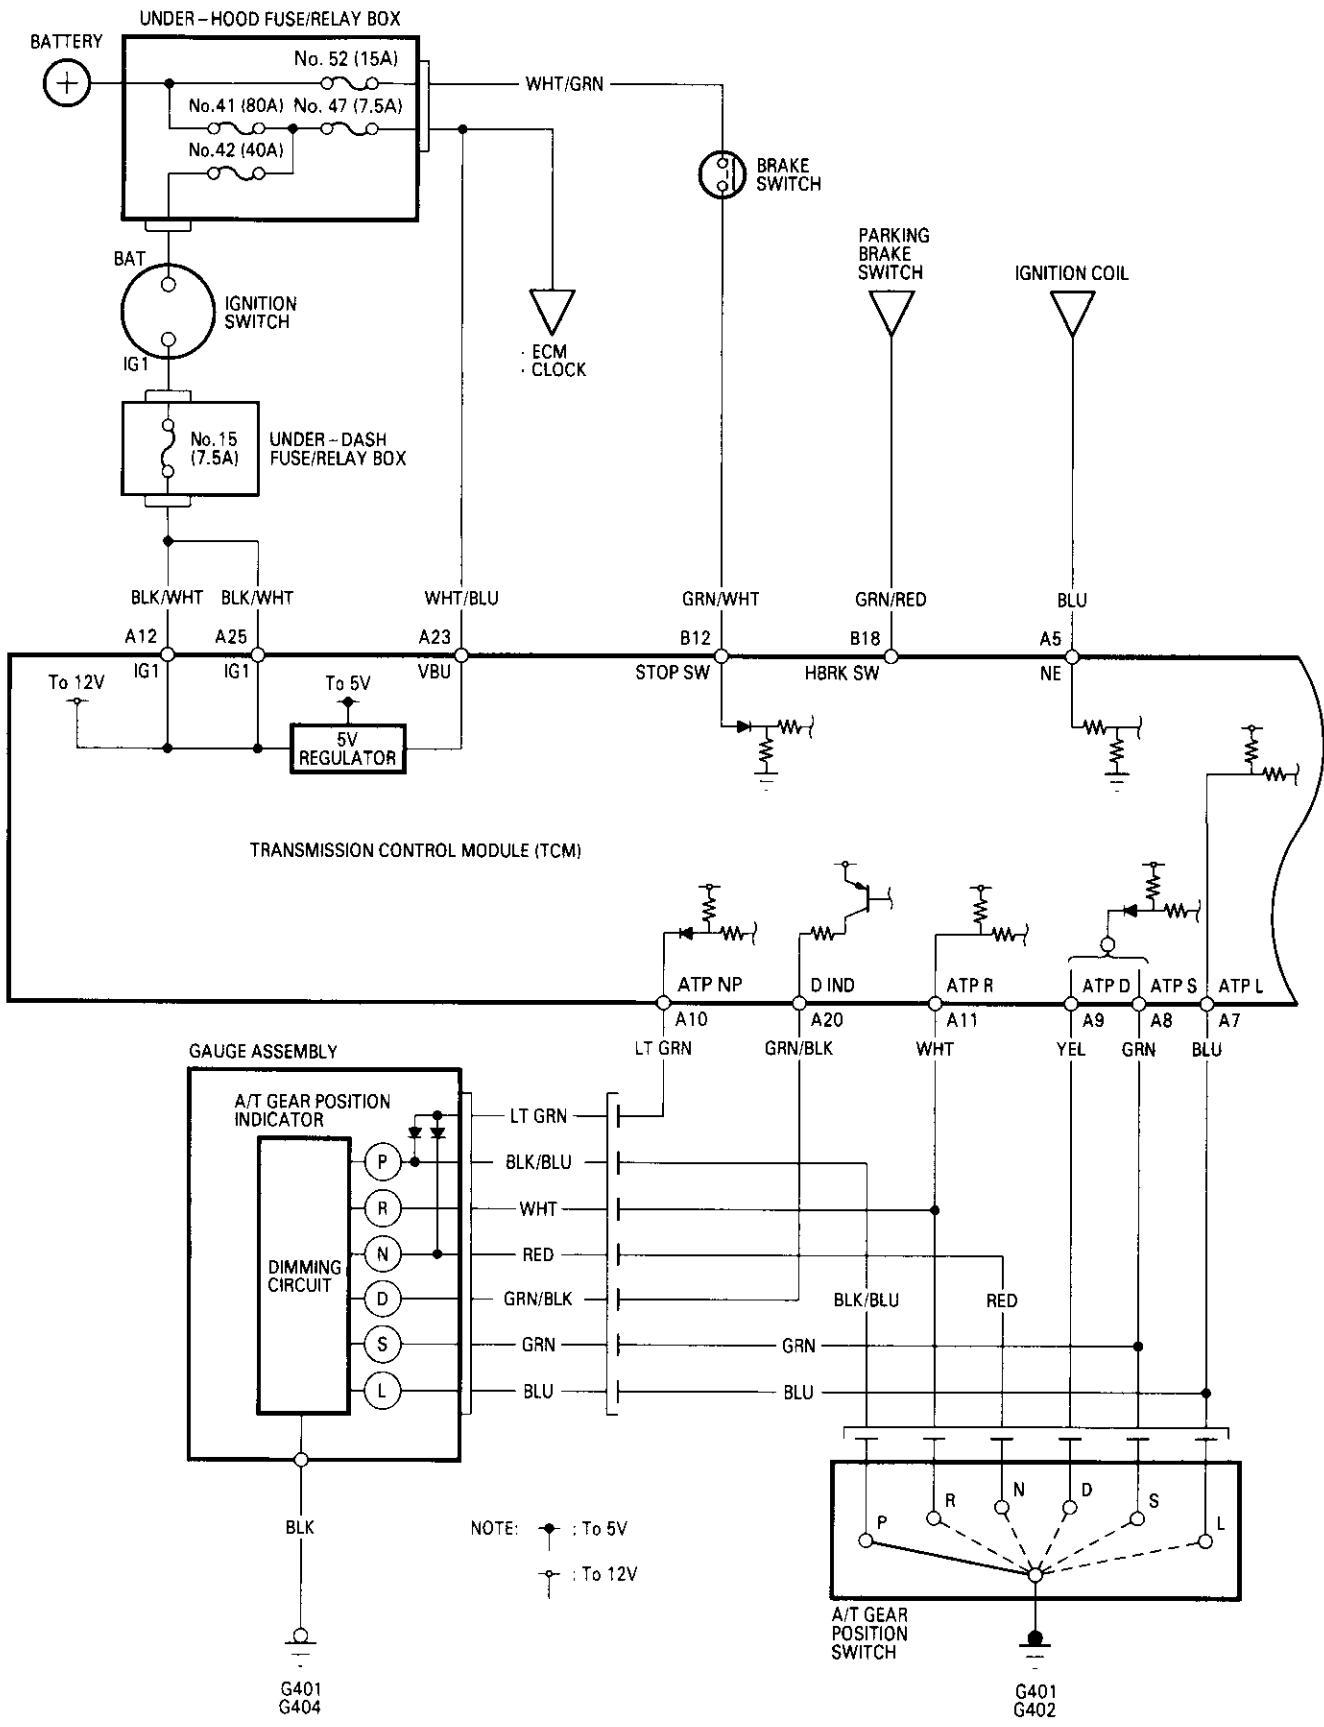 UNDER-HOOD FUSE/RELAY BOX
BATTERY
No. 52 (15A)
WHT/GRN
No.41 (80A) No. 47 (7.5A)
No.42 (40A)
BRAKE
SWITCH
PARKING
BRAKE
SWITCH
IGNITION COIL
BAT
IGNITION
SWITCH
IG1
· ECM
· CLOCK
No.15
(7.5A)
UNDER-DASH
FUSE/RELAY BOX
BLK/WHT BLK/WHT WHT/BLU GRN/WHT GRN/RED BLU
A12 A25 A23 B12 B18 A5
IG1 IG1 VBU STOP SW HBRK SW NE
To 12V To 5V
5V
REGULATOR
TRANSMISSION CONTROL MODULE (TCM)
ATP NP D IND ATP R ATP D ATP S ATP L
A10 A20 A11 A9 A8 A7
LT GRN GRN/BLK WHT YEL GRN BLU
GAUGE ASSEMBLY
A/T GEAR POSITION
INDICATOR
LT GRN
P BLK/BLU
R WHT
N RED
DIMMING
CIRCUIT
D GRN/BLK BLK/BLU RED
S GRN GRN
L BLU BLU
BLK
NOTE: : To 5V
: To 12V
P R N D S L
A/T GEAR
POSITION
SWITCH
G401
G404
G401
G402